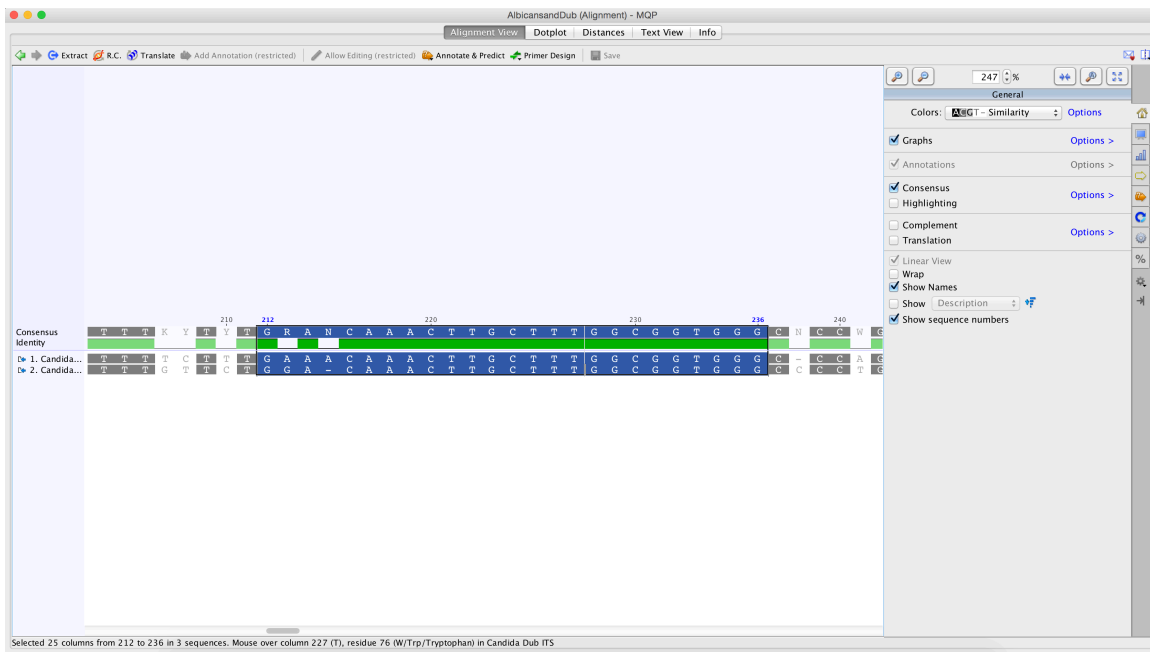 AlbicansandDub (Alignment) - MQP
Alignment View Dotplot Distances Text View Info
Extract R.C. Translate Add Annotation (restricted) Allow Editing (restricted) Annotate & Predict Primer Design Save
247 %
General
Colors: ACGT - Similarity Options
Graphs Options >
Annotations Options >
Consensus
Options >
Highlighting
Complement
Options >
Translation
Linear View
Wrap
Show Names
Show Description
Show sequence numbers
%
210 212 220 230 236 240
Consensus T T T K Y T Y T G R A N C A A A C T T G C T T T G G C G G T G G G C N C C W G
Identity
1. Candida... T T T T C T T T G A A A C A A A C T T G C T T T G G C G G T G G G C - C C A G
2. Candida... T T T G T T C T G G A - C A A A C T T G C T T T G G C G G T G G G C C C C T G
Selected 25 columns from 212 to 236 in 3 sequences. Mouse over column 227 (T), residue 76 (W/Trp/Tryptophan) in Candida Dub ITS